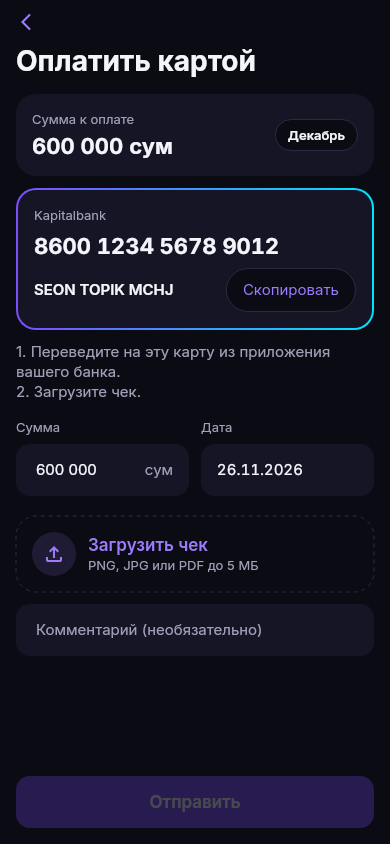 Оплатить картой
Сумма к оплате
600 000 сум
Декабрь
Kapitalbank
8600 1234 5678 9012
SEON TOPIK MCHJ
Скопировать
1. Переведите на эту карту из приложения
вашего банка.
2. Загрузите чек.
Сумма
Дата
600 000 сум
26.11.2026
Загрузить чек
PNG, JPG или PDF до 5 МБ
Комментарий (необязательно)
Отправить